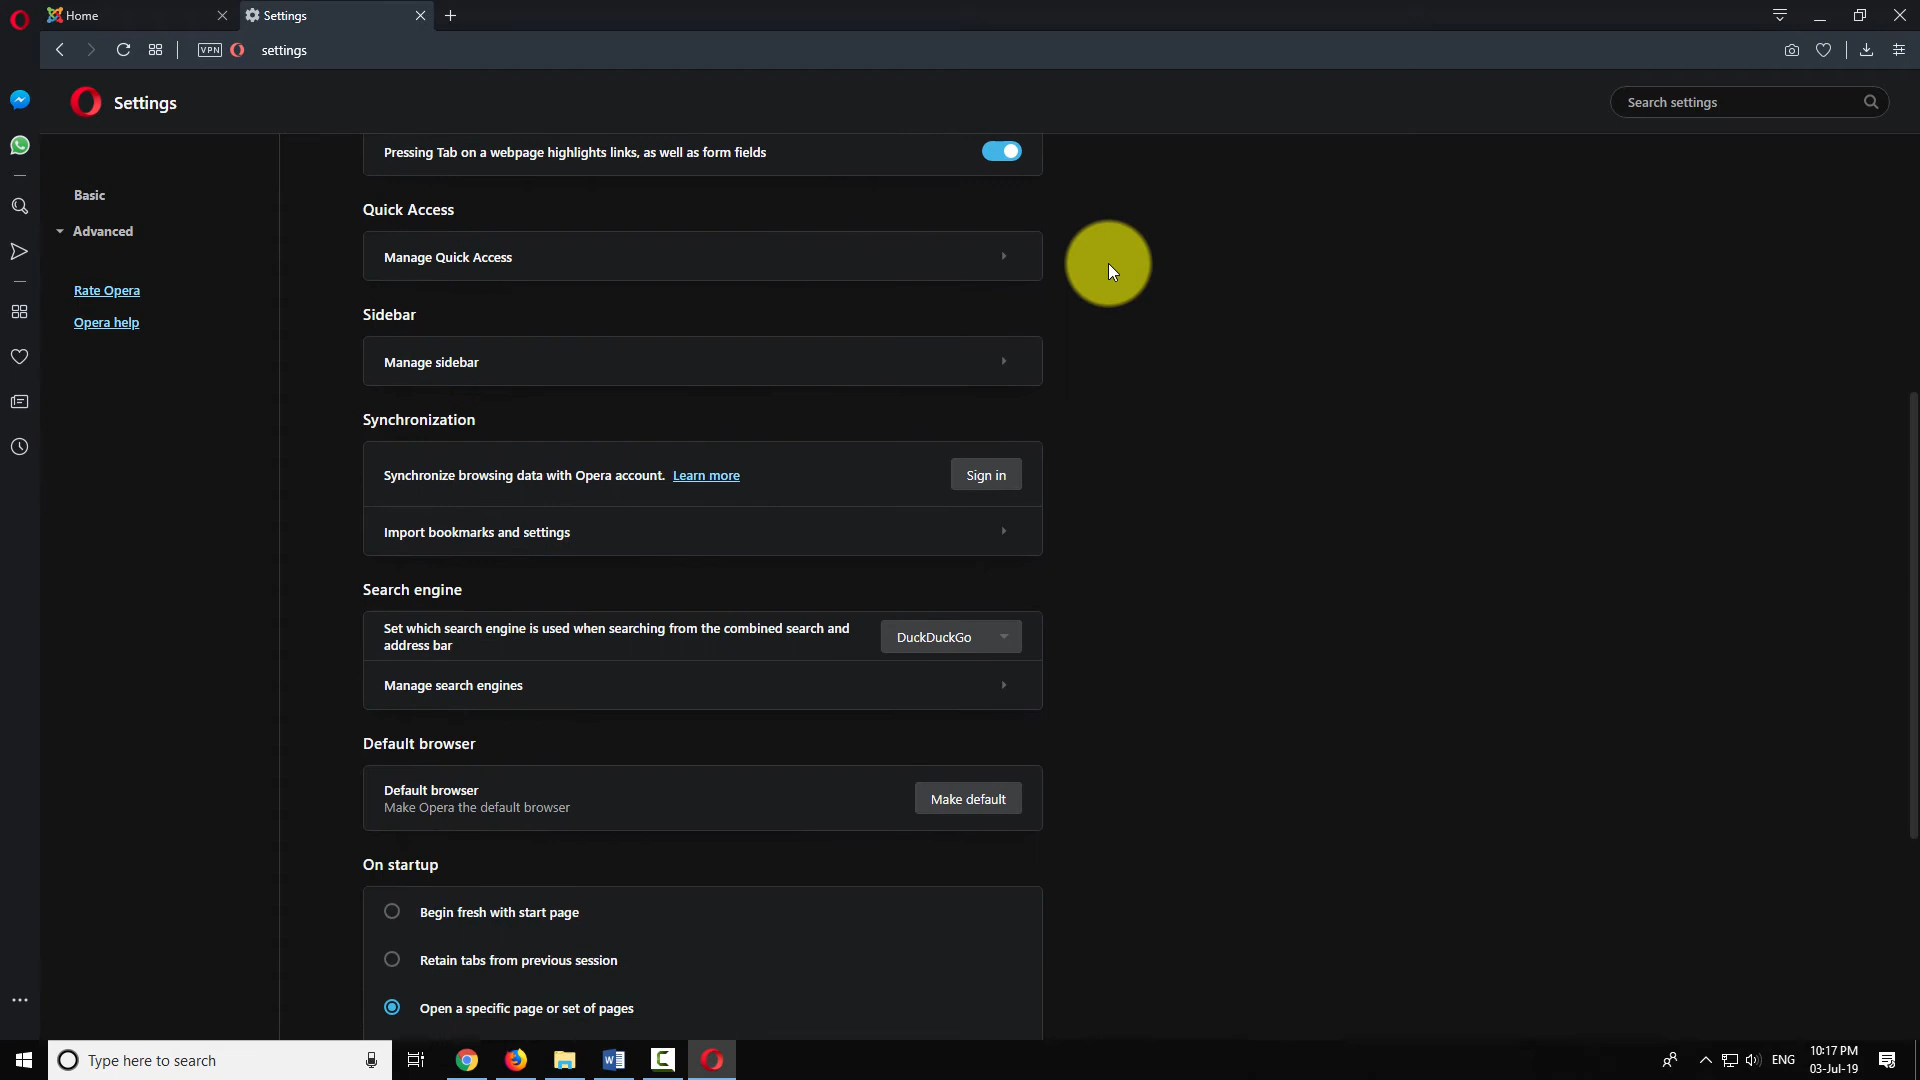 Home
Settings
VPN
settings
Settings
Search settings
Pressing Tab on a webpage highlights links, as well as form fields
Basic
Advanced
Rate Opera
Opera help
Quick Access
Manage Quick Access
Sidebar
Manage sidebar
Synchronization
Synchronize browsing data with Opera account. Learn more
Sign in
Import bookmarks and settings
Search engine
Set which search engine is used when searching from the combined search and
address bar
DuckDuckGo
Manage search engines
Default browser
Default browser
Make Opera the default browser
Make default
On startup
Begin fresh with start page
Retain tabs from previous session
Open a specific page or set of pages
Type here to search
ENG
10:17 PM
03-Jul-19